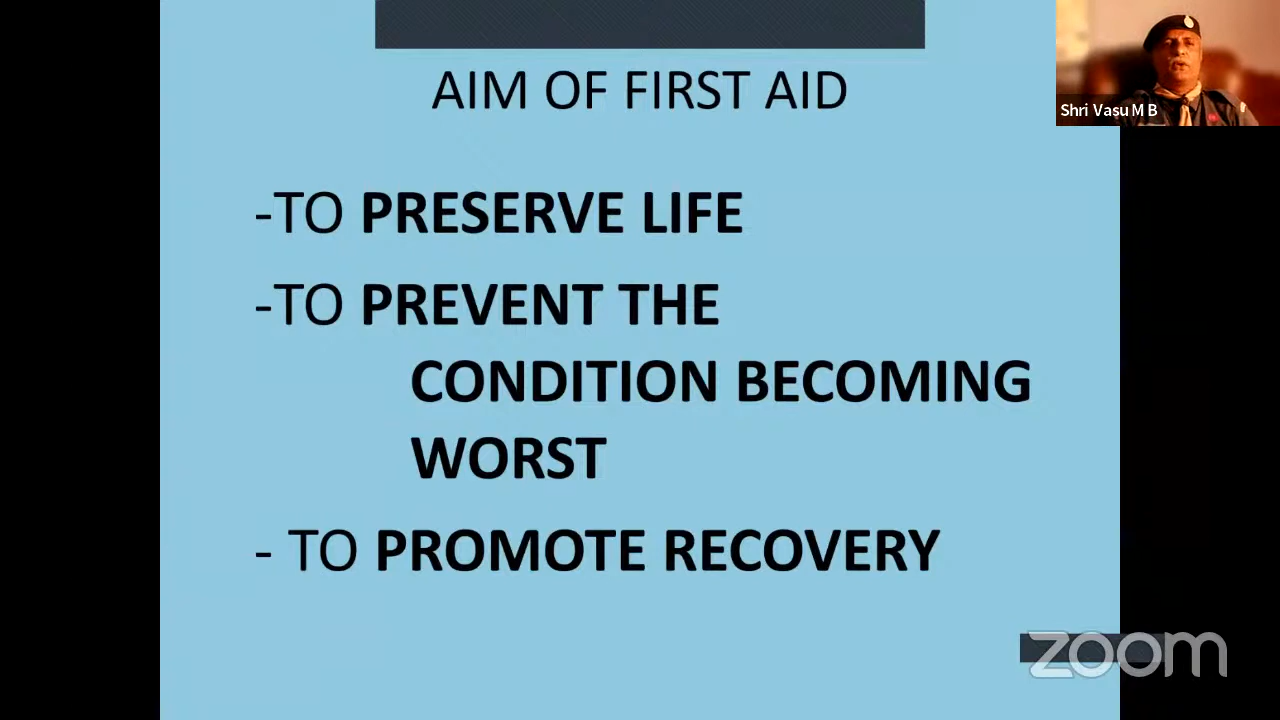 AIM OF FIRST AID
Shri Vasu M B
-TO PRESERVE LIFE
-TO PREVENT THE
CONDITION BECOMING
WORST
- TO PROMOTE RECOVERY
zoom